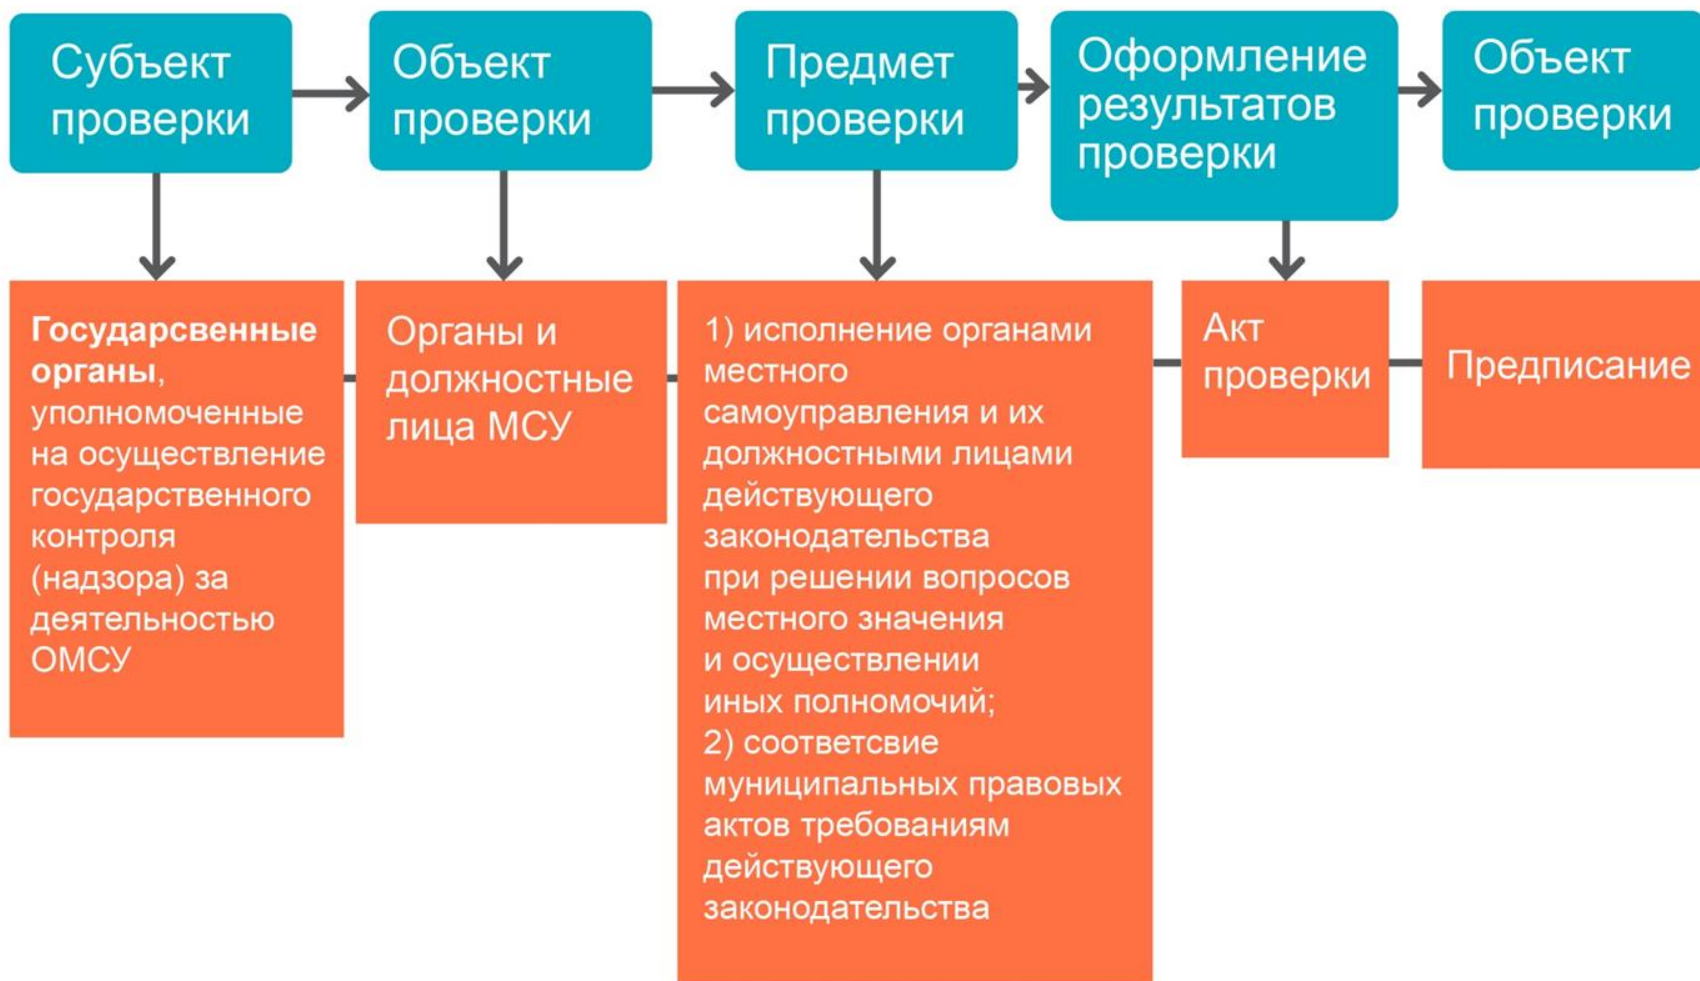 Субъект
проверки
Объект
проверки
Предмет
проверки
Оформление
результатов
проверки
Объект
проверки
Государсвенные
органы,
уполномоченные
на осуществление
государственного
контроля
(надзора) за
деятельностью
ОМСУ
Органы и
должностные
лица МСУ
1) исполнение органами
местного
самоуправления и их
должностными лицами
действующего
законодательства
при решении вопросов
местного значения
и осуществлении
иных полномочий;
2) соответсвие
муниципальных правовых
актов требованиям
действующего
законодательства
Акт
проверки
Предписание